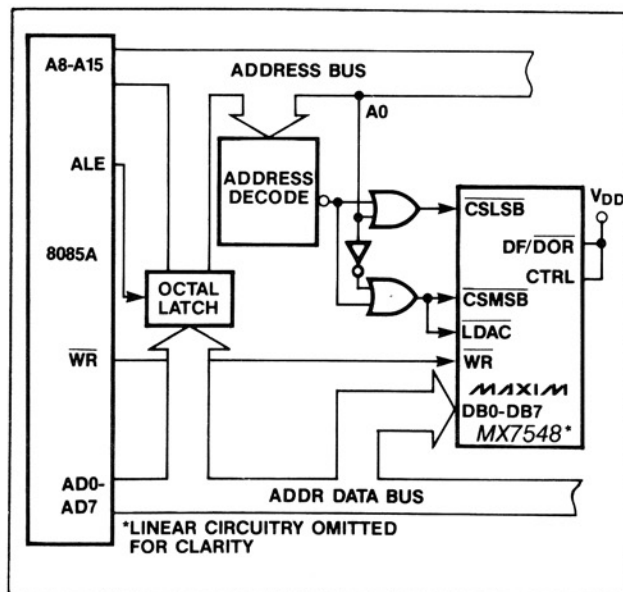 A8-A15
ADDRESS BUS
A0
ALE
ADDRESS
DECODE
CSLSB
VDD
DF/DOR
CTRL
8085A
OCTAL
LATCH
CSMSB
LDAC
WR
WR
MAXIM
DB0-DB7
MX7548*
AD0-
AD7
ADDR DATA BUS
*LINEAR CIRCUITRY OMITTED
FOR CLARITY